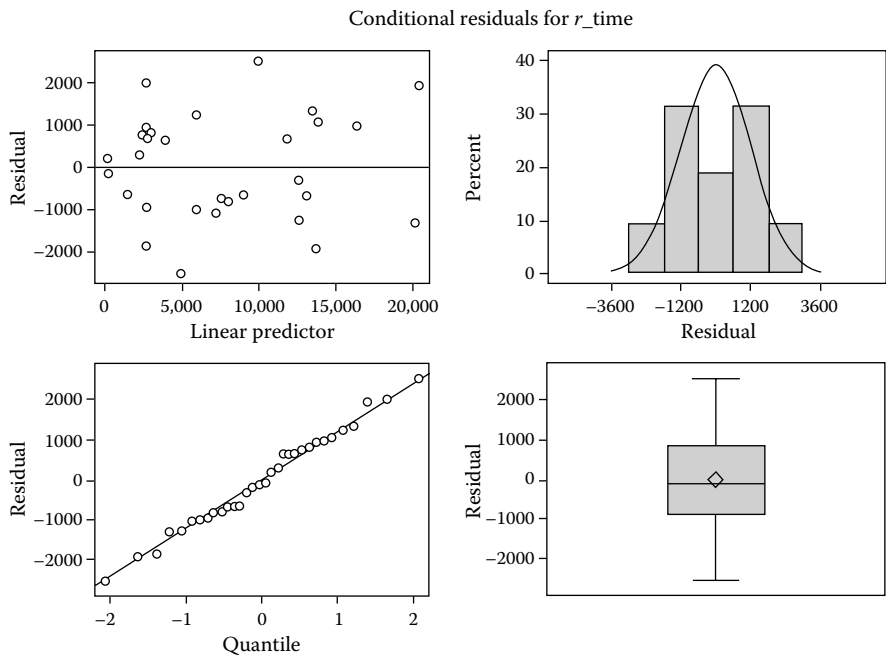 Conditional residuals for r_time
Residual
2000
1000
0
−1000
−2000
0 5,000 10,000 15,000 20,000
Linear predictor
Percent
40
30
20
10
0
−3600 −1200 1200 3600
Residual
Residual
2000
1000
0
−1000
−2000
−2 −1 0 1 2
Quantile
Residual
2000
1000
0
−1000
−2000